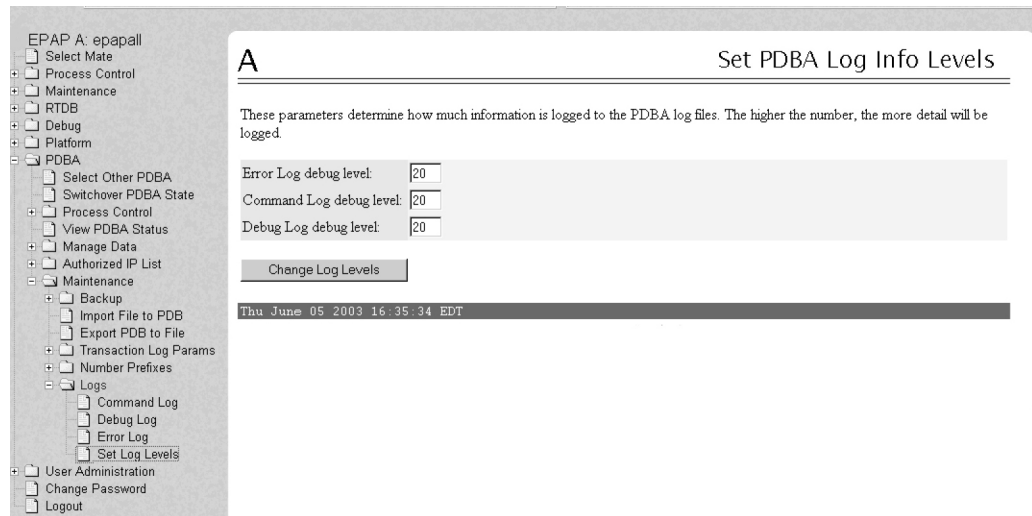 EPAP A: epapall
Select Mate
Process Control
Maintenance
RTDB
Debug
Platform
PDBA
Select Other PDBA
Switchover PDBA State
Process Control
View PDBA Status
Manage Data
Authorized IP List
Maintenance
Backup
Import File to PDB
Export PDB to File
Transaction Log Params
Number Prefixes
Logs
Command Log
Debug Log
Error Log
Set Log Levels
User Administration
Change Password
Logout
A
Set PDBA Log Info Levels
These parameters determine how much information is logged to the PDBA log files. The higher the number, the more detail will be
logged.
Error Log debug level: 20
Command Log debug level: 20
Debug Log debug level: 20
Change Log Levels
Thu June 05 2003 16:35:34 EDT